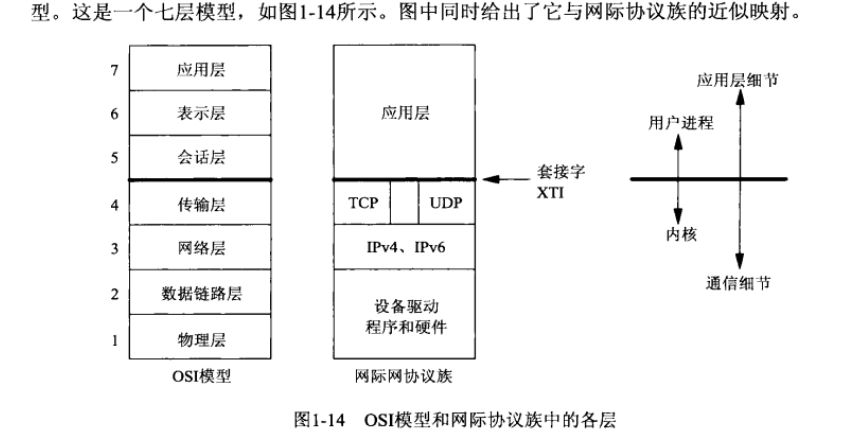 型。这是一个七层模型，如图1-14所示。图中同时给出了它与网际协议族的近似映射。
7 应用层
6 表示层
5 会话层
4 传输层
3 网络层
2 数据链路层
1 物理层
OSI模型
应用层
TCP UDP
IPv4、IPv6
设备驱动
程序和硬件
网际网协议族
套接字
XTI
应用层细节
用户进程
内核
通信细节
图1-14 OSI模型和网际协议族中的各层